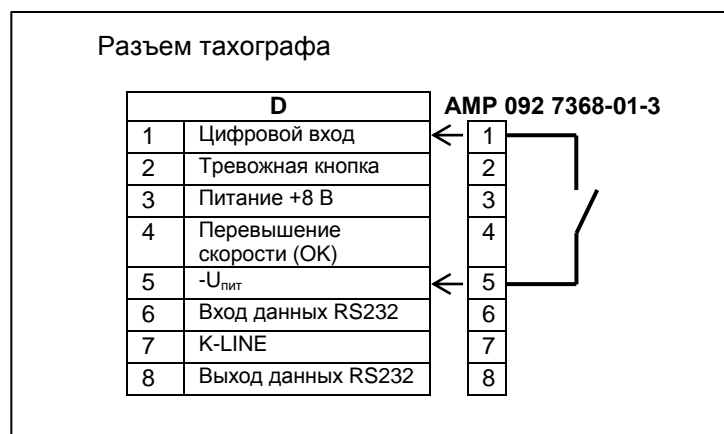 Разъем тахографа
D AMP 092 7368-01-3
1 Цифровой вход 1
2 Тревожная кнопка 2
3 Питание +8 В 3
4 Перевышение 4
скорости (ОК)
5 -Uпит 5
6 Вход данных RS232 6
7 K-LINE 7
8 Выход данных RS232 8